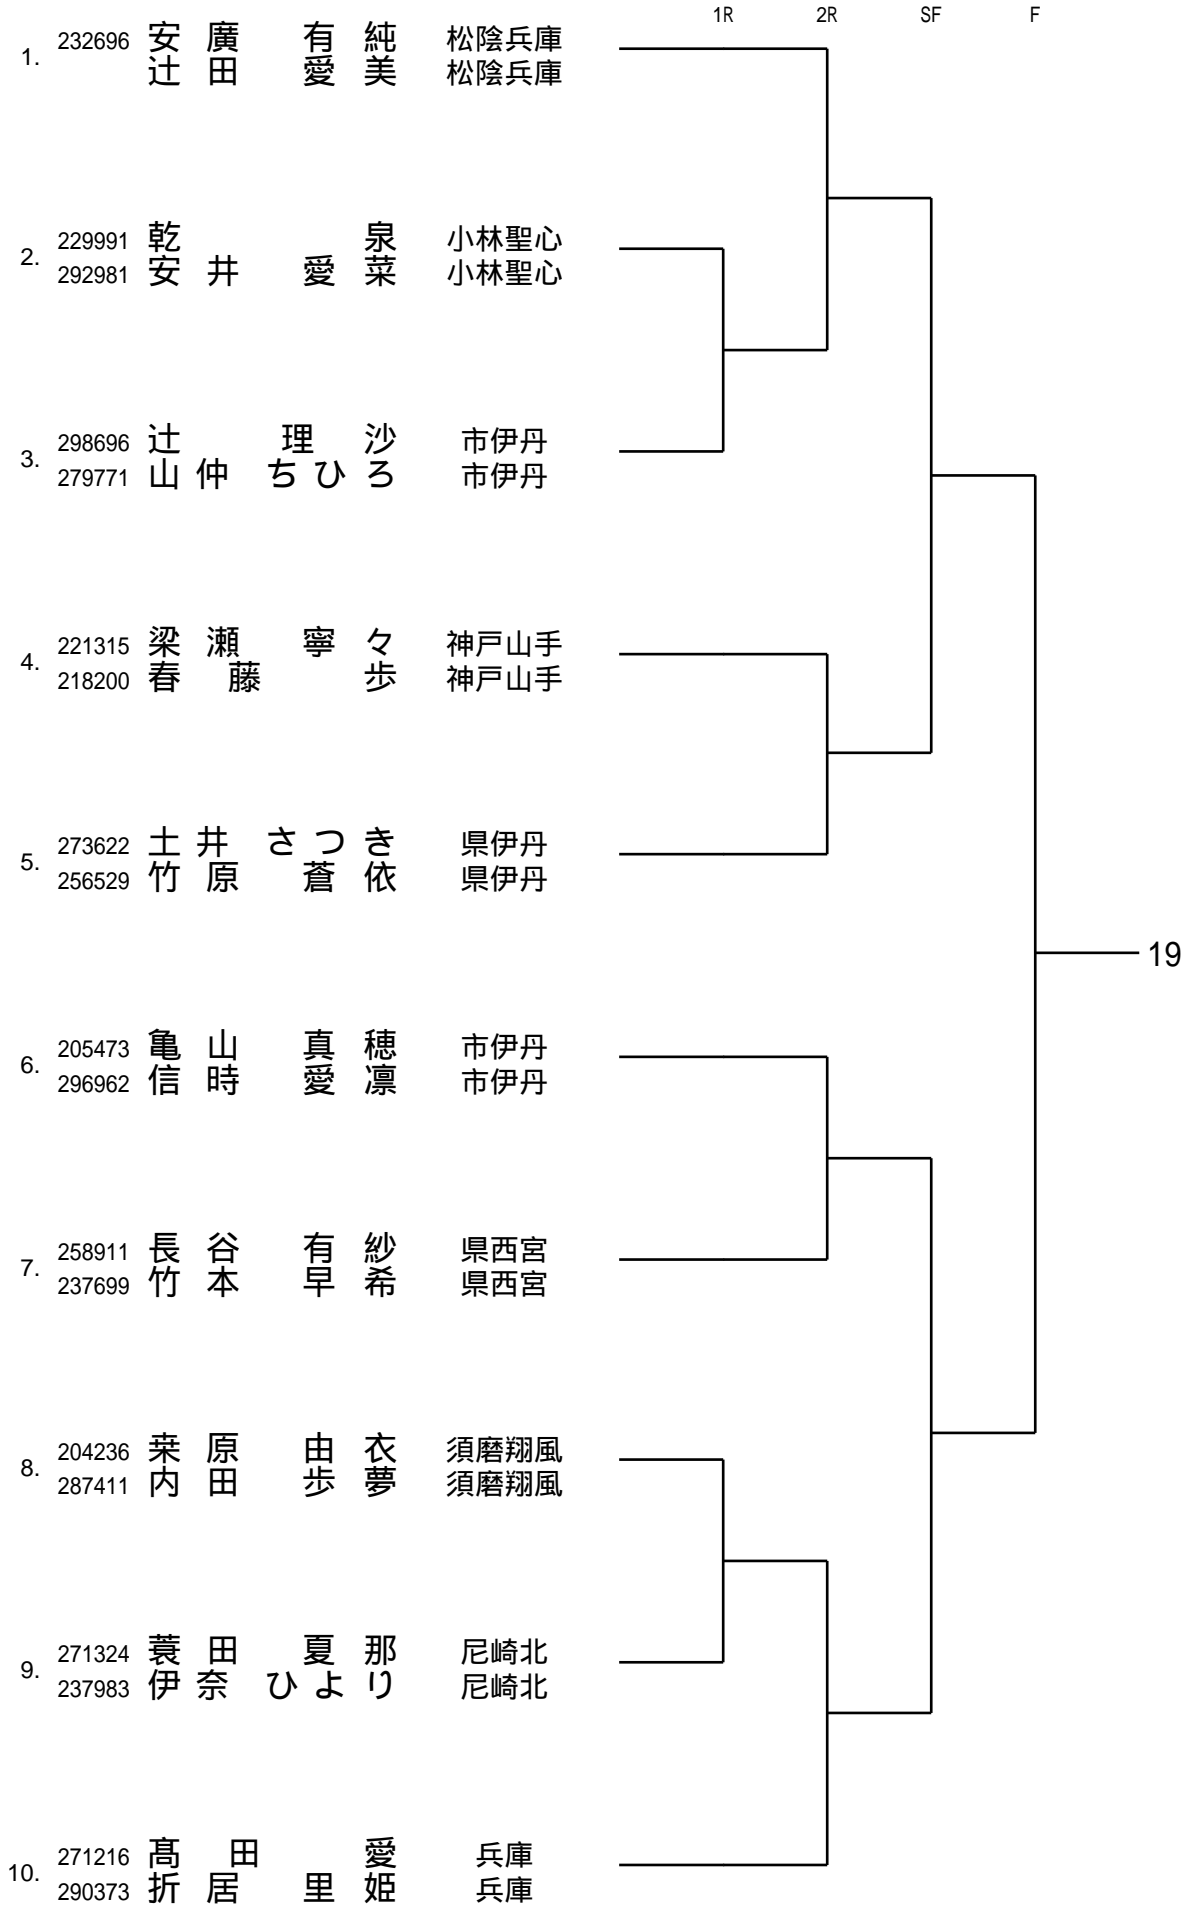 1R 2R SF F
1. 232696 安廣 有純 松陰兵庫
辻田 愛美 松陰兵庫
2. 229991 乾 泉 小林聖心
292981 安井 愛菜 小林聖心
3. 298696 辻 理沙 市伊丹
279771 山仲 ちひろ 市伊丹
4. 221315 梁瀬 寧々 神戸山手
218200 春藤 歩 神戸山手
5. 273622 土井 さつき 県伊丹
256529 竹原 蒼依 県伊丹
19
6. 205473 亀山 真穂 市伊丹
296962 信時 愛凛 市伊丹
7. 258911 長谷 有紗 県西宮
237699 竹本 早希 県西宮
8. 204236 栞原 由衣 須磨翔風
287411 内田 歩夢 須磨翔風
9. 271324 蓑田 夏那 尼崎北
237983 伊奈 ひより 尼崎北
10. 271216 髙田 愛 兵庫
290373 折居 里姫 兵庫